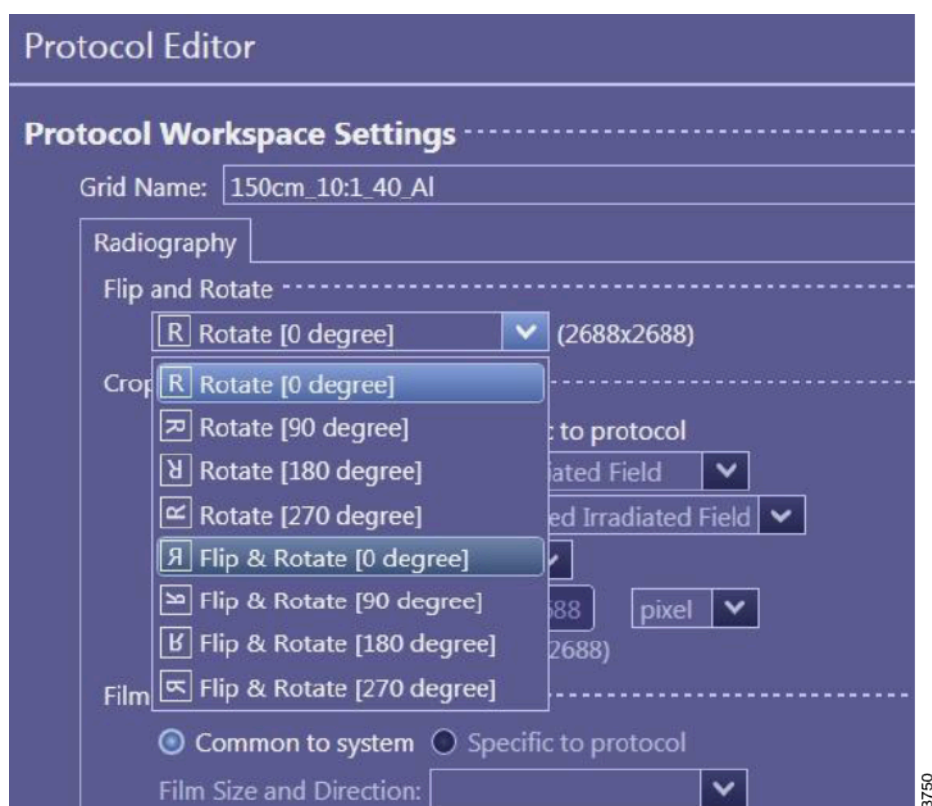 Protocol Editor
Protocol Workspace Settings
Grid Name: 150cm_10:1_40_Al
Radiography
Flip and Rotate
R Rotate [0 degree] (2688x2688)
Crop
R Rotate [0 degree]
R Rotate [90 degree]
to protocol
R Rotate [180 degree]
Field
R Rotate [270 degree]
Irradiated Field
R Flip & Rotate [0 degree]
R Flip & Rotate [90 degree]
pixel
R Flip & Rotate [180 degree]
2688)
R Flip & Rotate [270 degree]
Film
Common to system Specific to protocol
Film Size and Direction:
3750